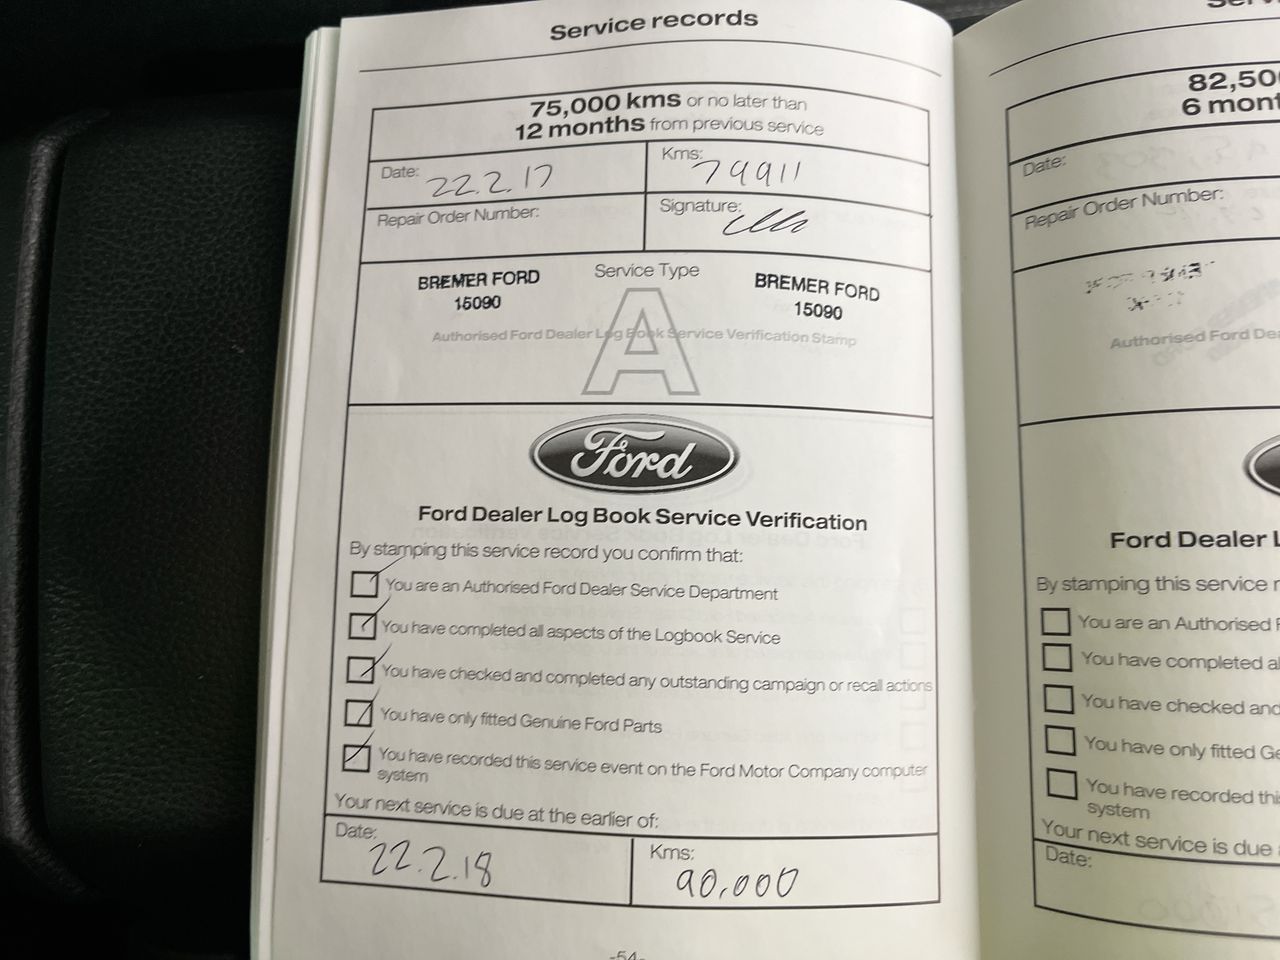 Service records
75,000 kms or no later than
12 months from previous service
Date: 22.2.17
Kms: 79911
Repair Order Number:
Signature:
Service Type
BREMER FORD
15090
BREMER FORD
15090
A
Authorised Ford Dealer Log Book Service Verification Stamp
Ford
Ford Dealer Log Book Service Verification
By stamping this service record you confirm that:
You are an Authorised Ford Dealer Service Department
You have completed all aspects of the Logbook Service
You have checked and completed any outstanding campaign or recall actions
You have only fitted Genuine Ford Parts
You have recorded this service event on the Ford Motor Company computer
system
Your next service is due at the earlier of:
Date: 22.2.18
Kms: 90,000
-54-
82,50
6 mont
Date:
Repair Order Number:
Authorised Ford De
Ford Dealer L
By stamping this service r
You are an Authorised F
You have completed al
You have checked and
You have only fitted Ge
You have recorded thi
system
Your next service is due
Date: